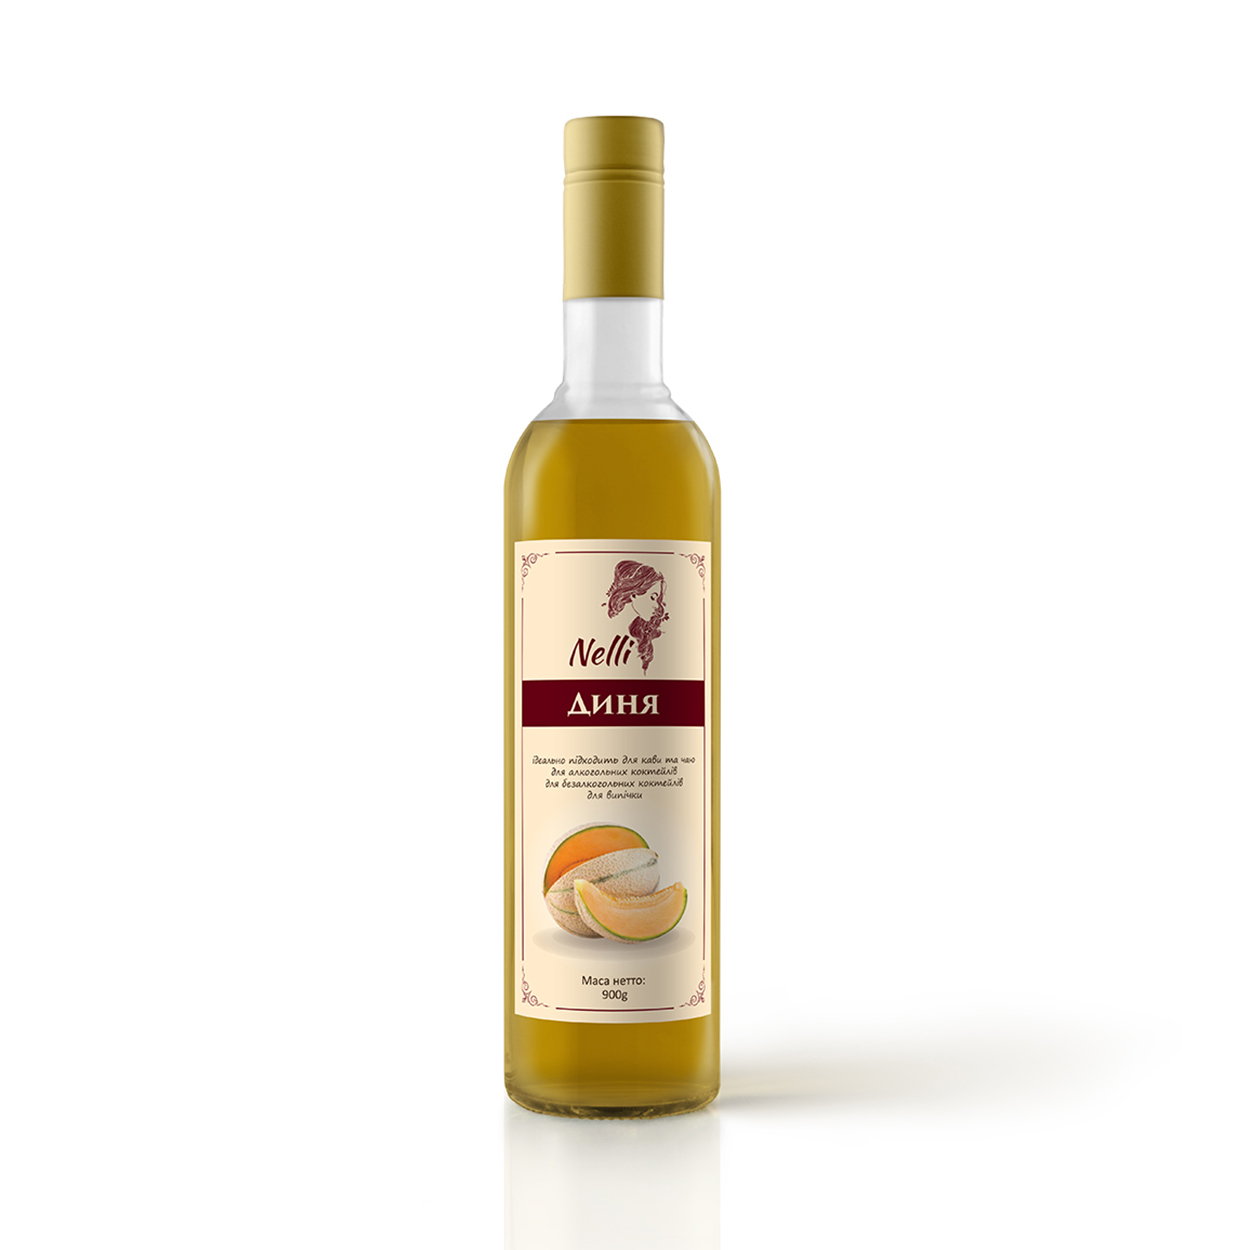 Nelli
ДИНЯ
ідеально підходить для кави та чаю
для алкогольних коктейлів
для безалкогольних коктейлів
для випічки
Маса нетто:
900g